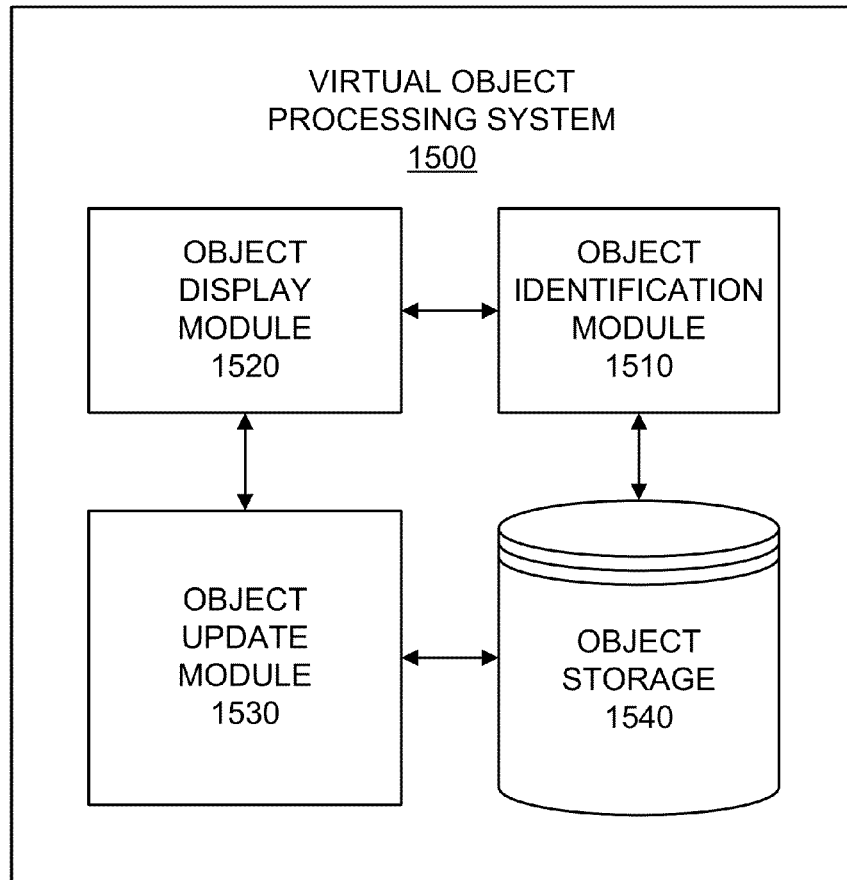 VIRTUAL OBJECT
PROCESSING SYSTEM
1500
OBJECT
DISPLAY
MODULE
1520
OBJECT
IDENTIFICATION
MODULE
1510
OBJECT
UPDATE
MODULE
1530
OBJECT
STORAGE
1540